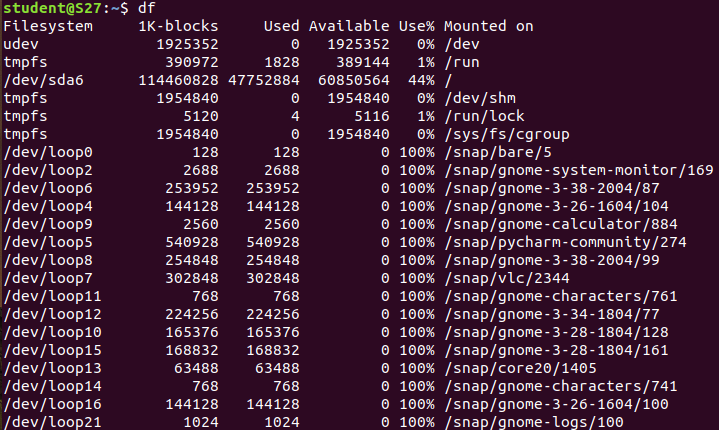 student@S27:~$ df
Filesystem     1K-blocks     Used Available Use% Mounted on
udev             1925352        0   1925352   0% /dev
tmpfs             390972     1828    389144   1% /run
/dev/sda6      114460828 47752884  60850564  44% /
tmpfs            1954840        0   1954840   0% /dev/shm
tmpfs               5120        4      5116   1% /run/lock
tmpfs            1954840        0   1954840   0% /sys/fs/cgroup
/dev/loop0           128      128         0 100% /snap/bare/5
/dev/loop2          2688     2688         0 100% /snap/gnome-system-monitor/169
/dev/loop6        253952   253952         0 100% /snap/gnome-3-38-2004/87
/dev/loop4        144128   144128         0 100% /snap/gnome-3-26-1604/104
/dev/loop9          2560     2560         0 100% /snap/gnome-calculator/884
/dev/loop5        540928   540928         0 100% /snap/pycharm-community/274
/dev/loop8        254848   254848         0 100% /snap/gnome-3-38-2004/99
/dev/loop7        302848   302848         0 100% /snap/vlc/2344
/dev/loop11          768      768         0 100% /snap/gnome-characters/761
/dev/loop12       224256   224256         0 100% /snap/gnome-3-34-1804/77
/dev/loop10       165376   165376         0 100% /snap/gnome-3-28-1804/128
/dev/loop15       168832   168832         0 100% /snap/gnome-3-28-1804/161
/dev/loop13        63488    63488         0 100% /snap/core20/1405
/dev/loop14          768      768         0 100% /snap/gnome-characters/741
/dev/loop16       144128   144128         0 100% /snap/gnome-3-26-1604/100
/dev/loop21         1024     1024         0 100% /snap/gnome-logs/100